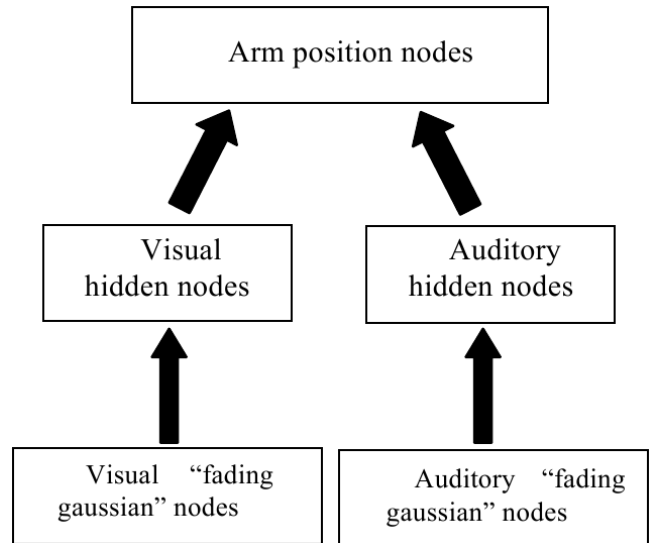 Arm position nodes
Visual
hidden nodes
Auditory
hidden nodes
Visual “fading
gaussian” nodes
Auditory “fading
gaussian” nodes